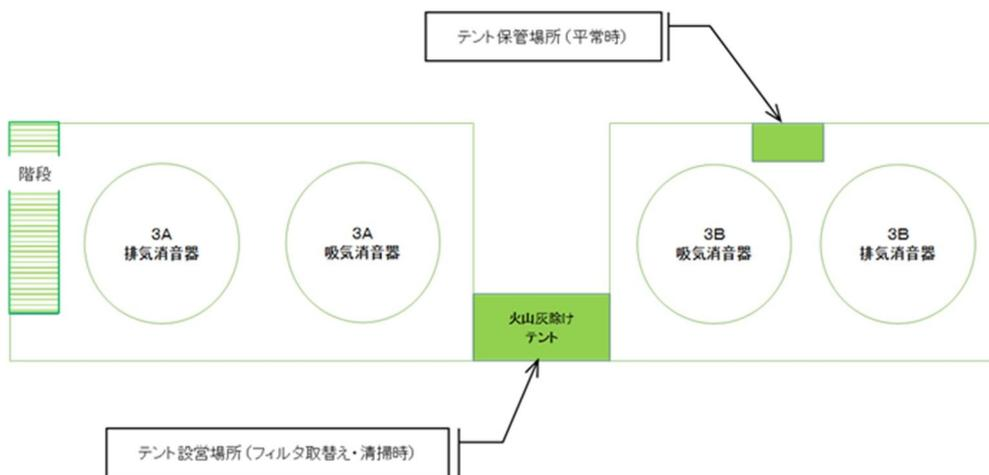 テント保管場所（平常時）
階段
3A
排気消音器
3A
吸気消音器
3B
吸気消音器
3B
排気消音器
火山灰除け
テント
テント設営場所（フィルタ取替え・清掃時）